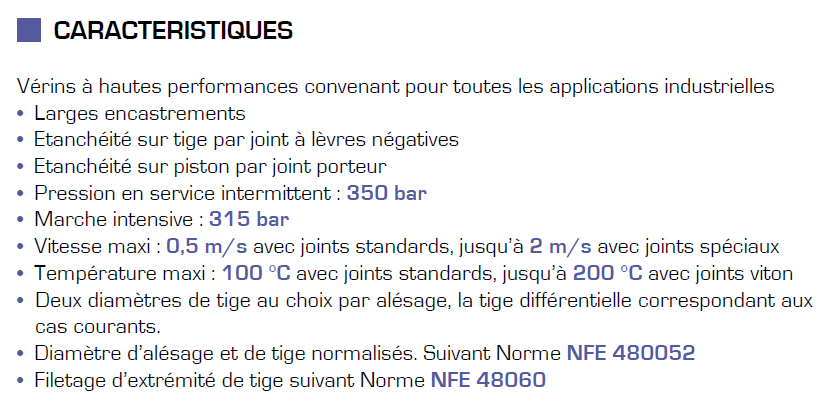 CARACTERISTIQUES
Vérins à hautes performances convenant pour toutes les applications industrielles
• Larges encastrements
• Etanchéité sur tige par joint à lèvres négatives
• Etanchéité sur piston par joint porteur
• Pression en service intermittent : 350 bar
• Marche intensive : 315 bar
• Vitesse maxi : 0,5 m/s avec joints standards, jusqu'à 2 m/s avec joints spéciaux
• Température maxi : 100 °C avec joints standards, jusqu'à 200 °C avec joints viton
• Deux diamètres de tige au choix par alésage, la tige différentielle correspondant aux
cas courants.
• Diamètre d'alésage et de tige normalisés. Suivant Norme NFE 480052
• Filetage d'extrémité de tige suivant Norme NFE 48060